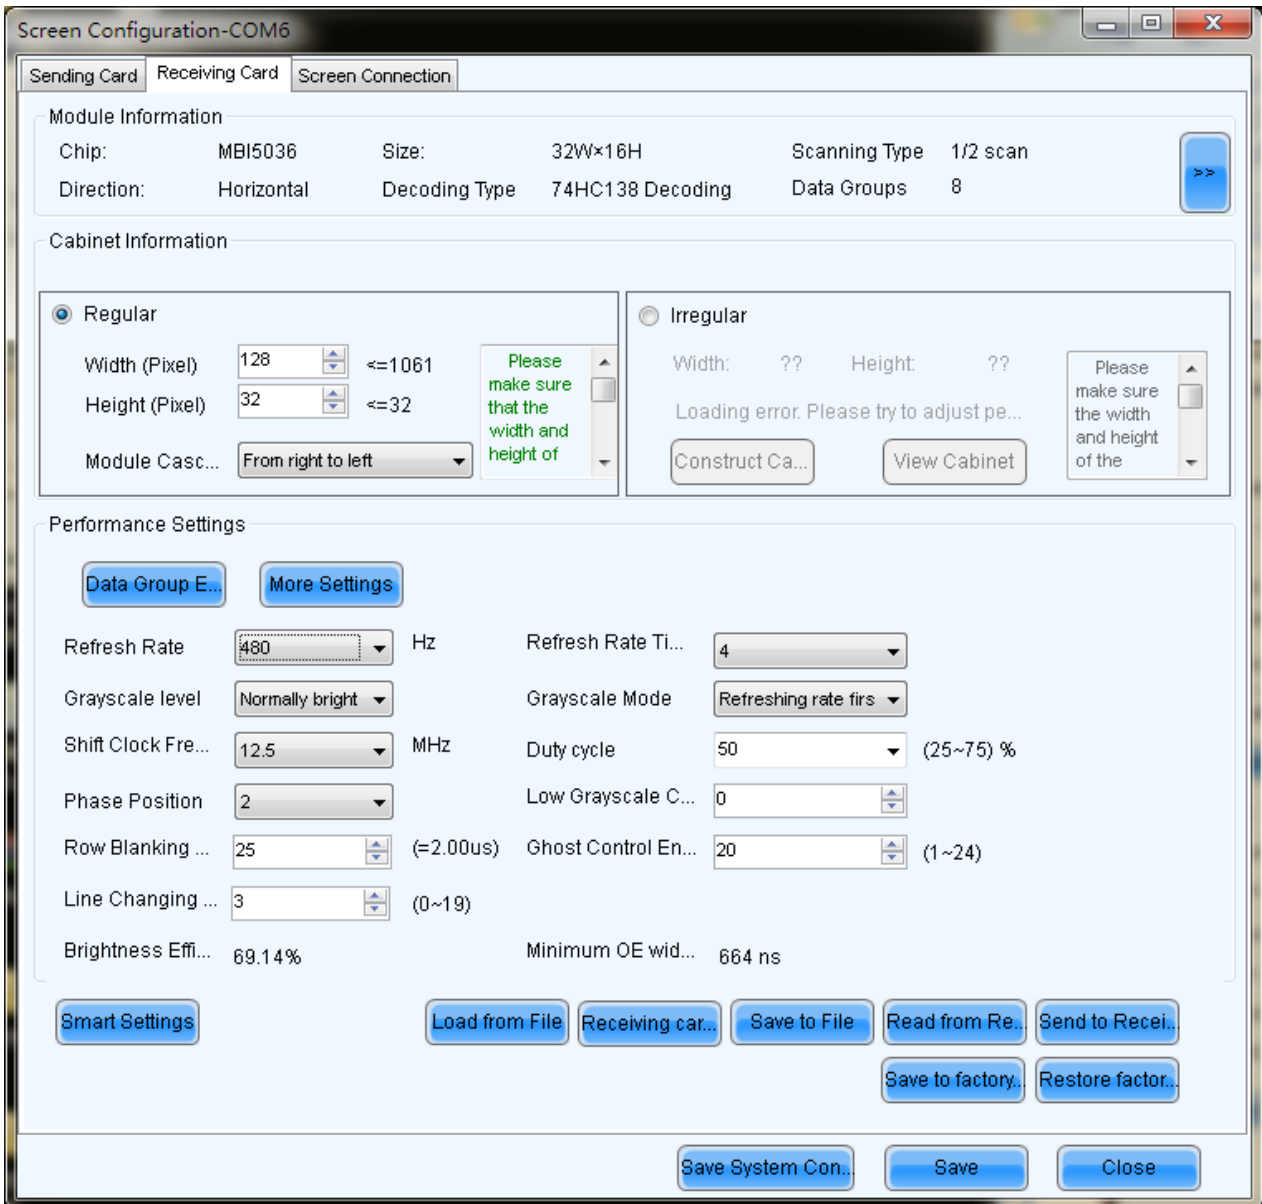 Screen Configuration-COM6
Sending Card Receiving Card Screen Connection
Module Information
Chip: MBI5036 Size: 32W×16H Scanning Type 1/2 scan
Direction: Horizontal Decoding Type 74HC138 Decoding Data Groups 8
>>
Cabinet Information
Regular
Width (Pixel) 128 <=1061
Height (Pixel) 32 <=32
Module Casc... From right to left
Please
make sure
that the
width and
height of
Irregular
Width: ?? Height: ??
Loading error. Please try to adjust pe...
Construct Ca... View Cabinet
Please
make sure
the width
and height
of the
Performance Settings
Data Group E... More Settings
Refresh Rate 480 Hz Refresh Rate Ti... 4
Grayscale level Normally bright Grayscale Mode Refreshing rate firs
Shift Clock Fre... 12.5 MHz Duty cycle 50 (25~75) %
Phase Position 2 Low Grayscale C... 0
Row Blanking ... 25 (=2.00us) Ghost Control En... 20 (1~24)
Line Changing ... 3 (0~19)
Brightness Effi... 69.14% Minimum OE wid... 664 ns
Smart Settings Load from File Receiving car... Save to File Read from Re... Send to Recei...
Save to factory... Restore factor...
Save System Con... Save Close